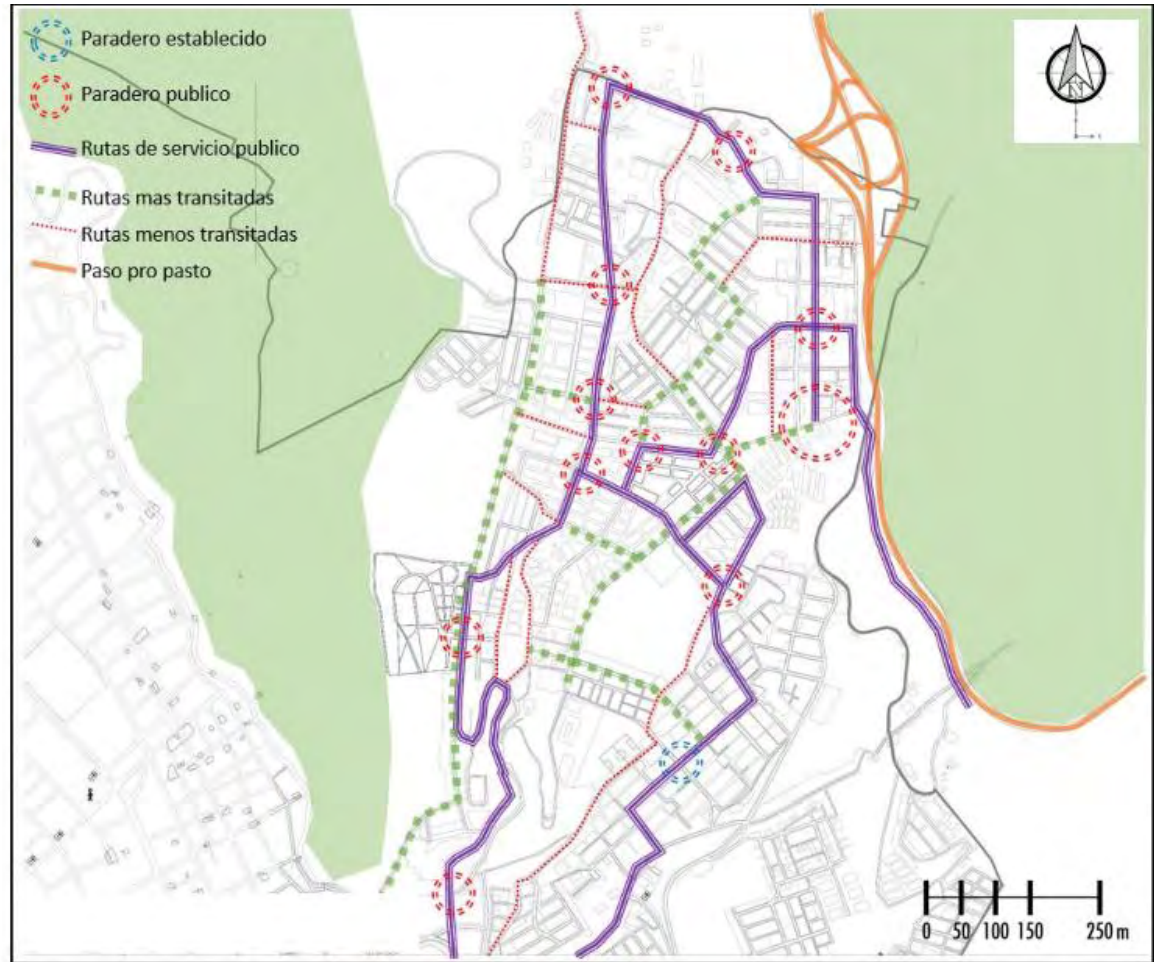 Paradero establecido
Paradero publico
Rutas de servicio publico
Rutas mas transitadas
Rutas menos transitadas
Paso pro pasto
N
0 50 100 150 250 m